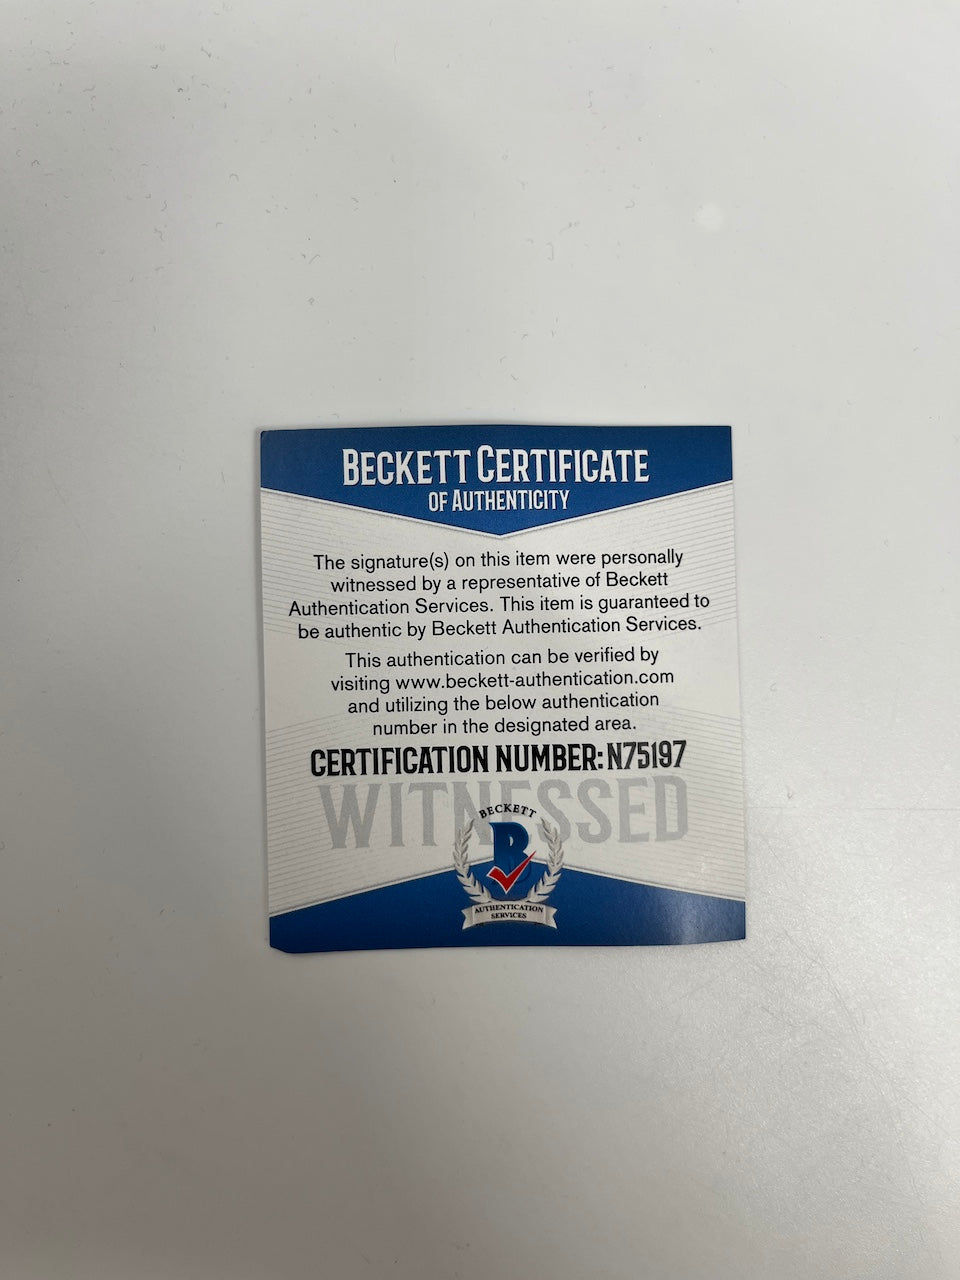 BECKETT CERTIFICATE
OF AUTHENTICITY
The signature(s) on this item were personally
witnessed by a representative of Beckett
Authentication Services. This item is guaranteed to
be authentic by Beckett Authentication Services.
This authentication can be verified by
visiting www.beckett-authentication.com
and utilizing the below authentication
number in the designated area.
CERTIFICATION NUMBER: N75197
WITNESSED
BECKETT
B
AUTHENTICATION
SERVICES